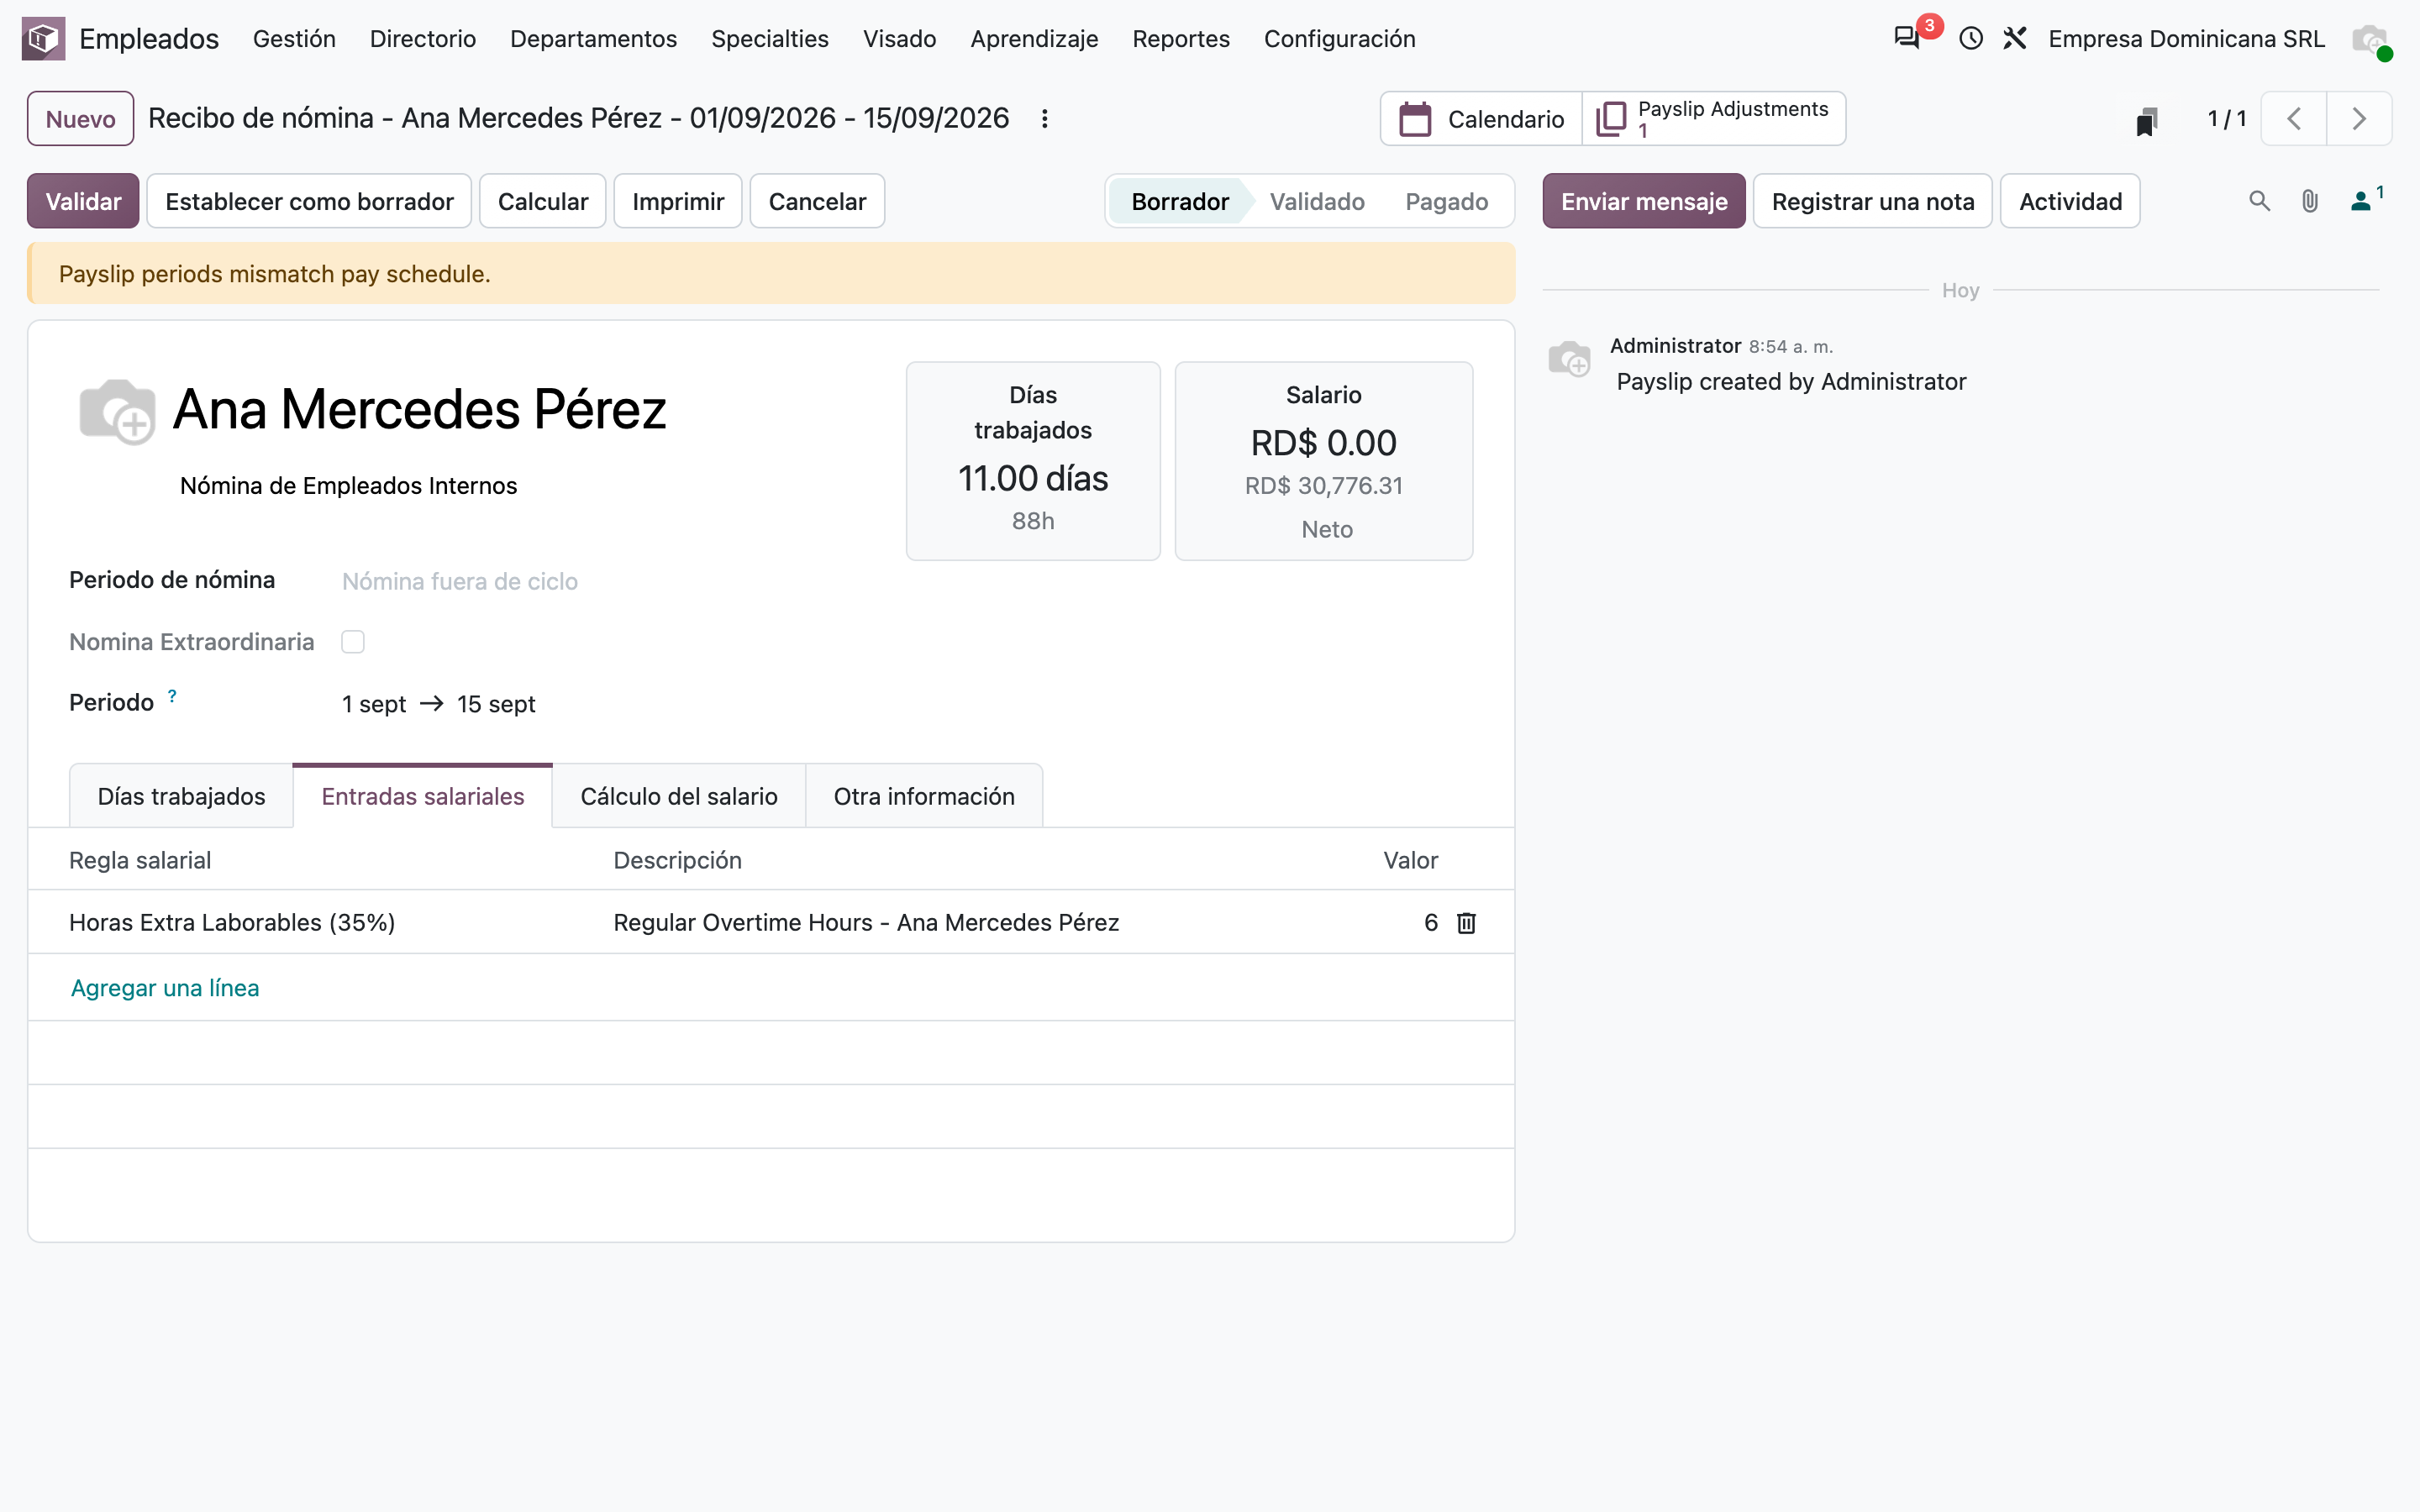 Empleados Gestión Directorio Departamentos Specialties Visado Aprendizaje Reportes Configuración 3 Empresa Dominicana SRL
Nuevo Recibo de nómina - Ana Mercedes Pérez - 01/09/2026 - 15/09/2026 Calendario Payslip Adjustments 1 1 / 1
Validar Establecer como borrador Calcular Imprimir Cancelar Borrador Validado Pagado Enviar mensaje Registrar una nota Actividad 1
Payslip periods mismatch pay schedule.
Hoy
Administrator 8:54 a. m.
Payslip created by Administrator
Ana Mercedes Pérez
Nómina de Empleados Internos
Días
trabajados
11.00 días
88h
Salario
RD$ 0.00
RD$ 30,776.31
Neto
Periodo de nómina Nómina fuera de ciclo
Nomina Extraordinaria
Periodo ? 1 sept → 15 sept
Días trabajados Entradas salariales Cálculo del salario Otra información
Regla salarial Descripción Valor
Horas Extra Laborables (35%) Regular Overtime Hours - Ana Mercedes Pérez 6
Agregar una línea